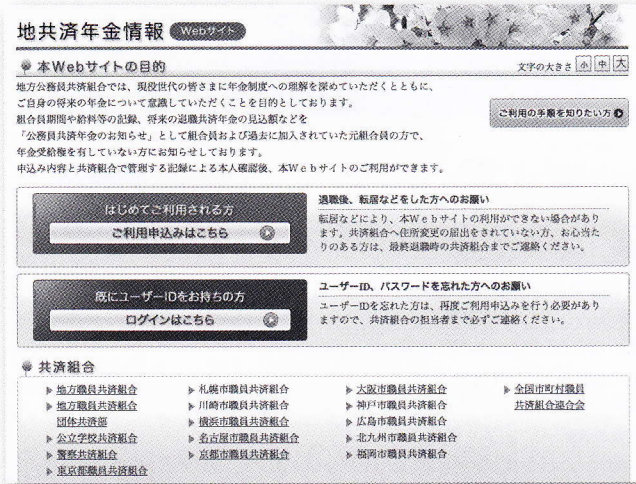 地共済年金情報 Webサイト
本Webサイトの目的
文字の大きさ 小 中 大
地方公務員共済組合では、現役世代の皆さまに年金制度への理解を深めていただくとともに、
ご自身の将来の年金について意識していただくことを目的としております。
組合員期間や給料等の記録、将来の退職共済年金の見込額などを
「公務員共済年金のお知らせ」として組合員および過去に加入されていた元組合員の方で、
年金受給権を有していない方にお知らせしております。
申込み内容と共済組合で管理する記録による本人確認後、本Webサイトのご利用ができます。
ご利用の手順を知りたい方
はじめてご利用される方
ご利用申込みはこちら
退職後、転居などをした方へのお願い
転居などにより、本Webサイトの利用ができない場合があり
ます。共済組合へ住所変更の届出をされていない方、お心当た
りのある方は、最終退職時の共済組合までご連絡ください。
既にユーザーIDをお持ちの方
ログインはこちら
ユーザーID、パスワードを忘れた方へのお願い
ユーザーIDを忘れた方は、再度ご利用申込みを行う必要があり
ますので、共済組合の担当者まで必ずご連絡ください。
共済組合
地方職員共済組合
地方職員共済組合
団体共済部
公立学校共済組合
警察共済組合
東京都職員共済組合
札幌市職員共済組合
川崎市職員共済組合
横浜市職員共済組合
名古屋市職員共済組合
京都市職員共済組合
大阪市職員共済組合
神戸市職員共済組合
広島市職員共済組合
北九州市職員共済組合
福岡市職員共済組合
全国市町村職員
共済組合連合会